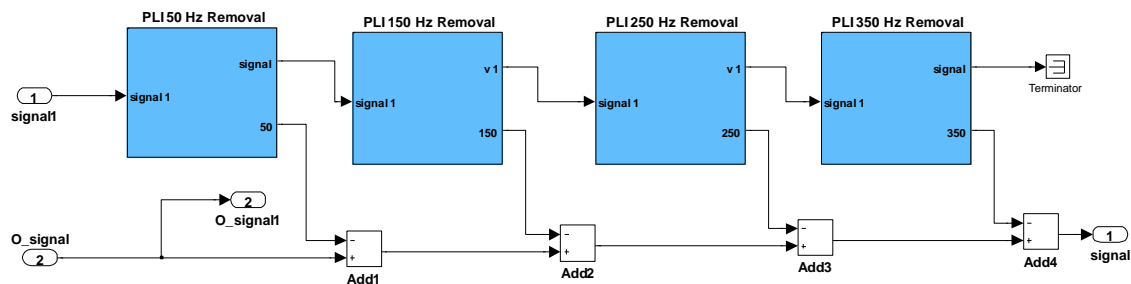 PLI 50 Hz Removal
PLI 150 Hz Removal
PLI 250 Hz Removal
PLI 350 Hz Removal
signal
signal 1
50
v 1
signal 1
150
v 1
signal 1
250
signal
signal 1
350
Terminator
1
signal1
2
O_signal1
O_signal
2
−
+
Add1
−
+
Add2
−
+
Add3
−
+
Add4
1
signal